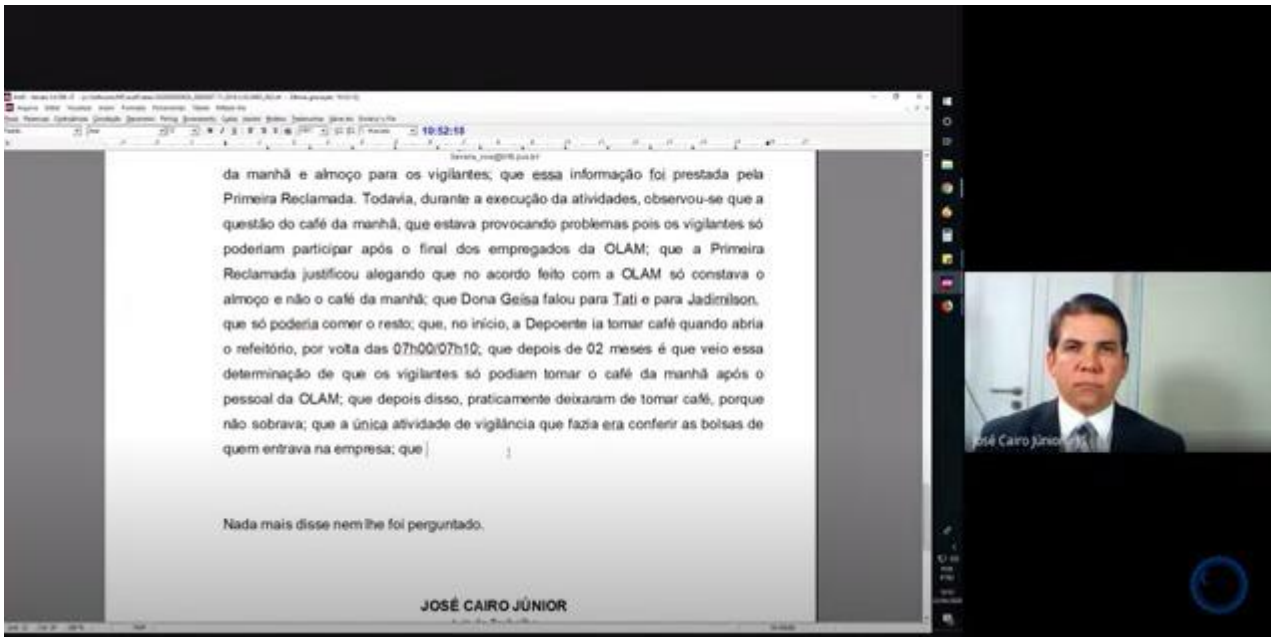 10:52:18
da manhã e almoço para os vigilantes; que essa informação foi prestada pela
Primeira Reclamada. Todavia, durante a execução da atividades, observou-se que a
questão do café da manhã, que estava provocando problemas pois os vigilantes só
poderiam participar após o final dos empregados da OLAM; que a Primeira
Reclamada justificou alegando que no acordo feito com a OLAM só constava o
almoço e não o café da manhã; que Dona Geisa falou para Tati e para Jadimilson,
que só poderia comer o resto; que, no início, a Depoente ia tomar café quando abria
o refeitório, por volta das 07h00/07h10; que depois de 02 meses é que veio essa
determinação de que os vigilantes só podiam tomar o café da manhã após o
pessoal da OLAM; que depois disso, praticamente deixaram de tomar café, porque
não sobrava; que a única atividade de vigilância que fazia era conferir as bolsas de
quem entrava na empresa; que
Nada mais disse nem lhe foi perguntado.
JOSÉ CAIRO JÚNIOR
José Cairo Júnior